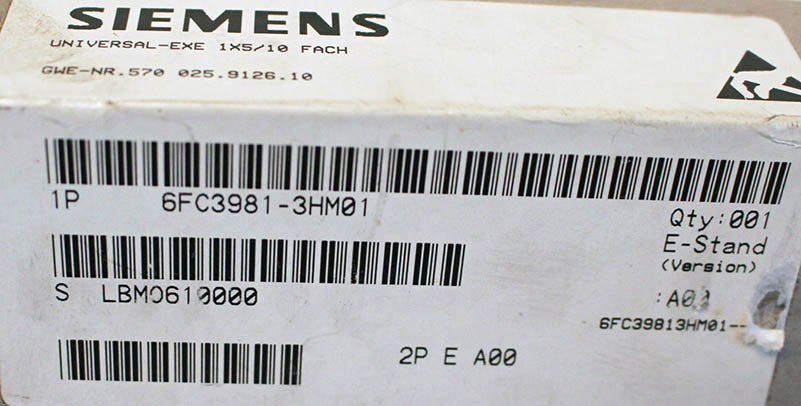 SIEMENS
UNIVERSAL-EXE 1X5/10 FACH
GWE-NR.570 025.9126.10
1P 6FC3981-3HM01
Qty:001
E-Stand
(Version)
S LBM0610000
:A00
6FC39813HM01--
2P E A00